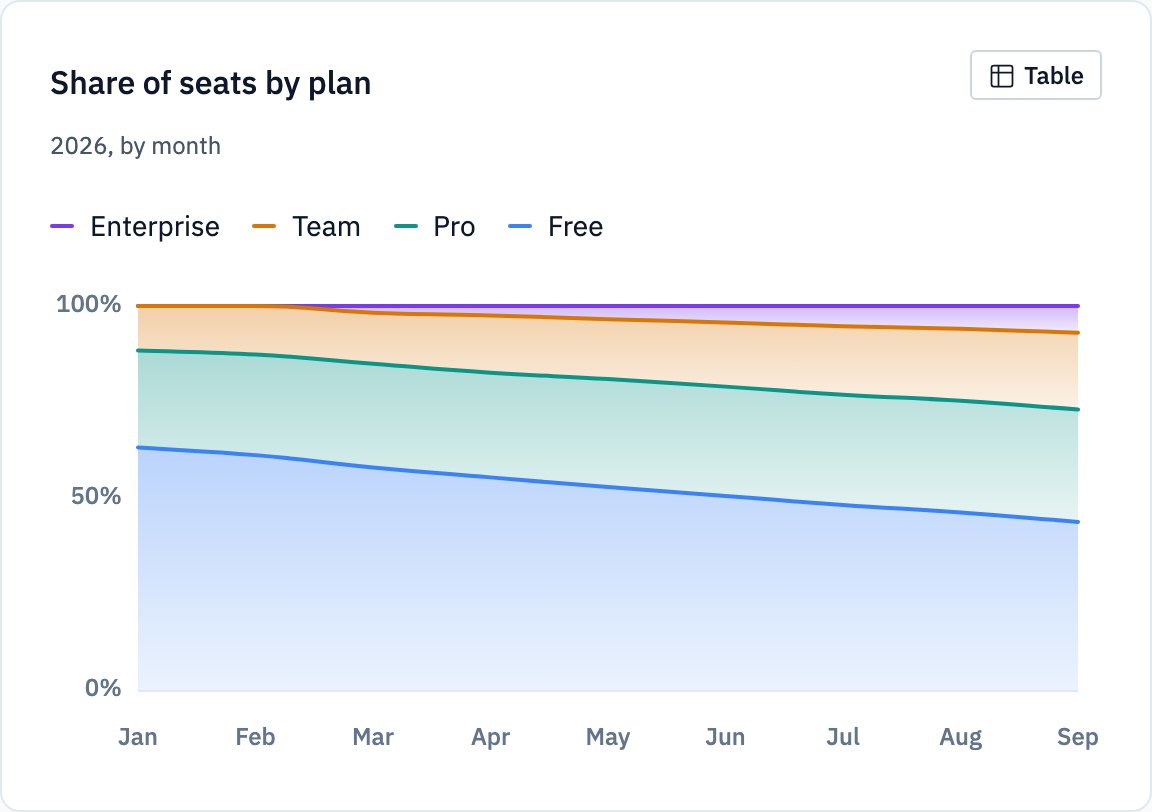 Share of seats by plan
Table
2026, by month
Enterprise Team Pro Free
100%
50%
0%
Jan Feb Mar Apr May Jun Jul Aug Sep